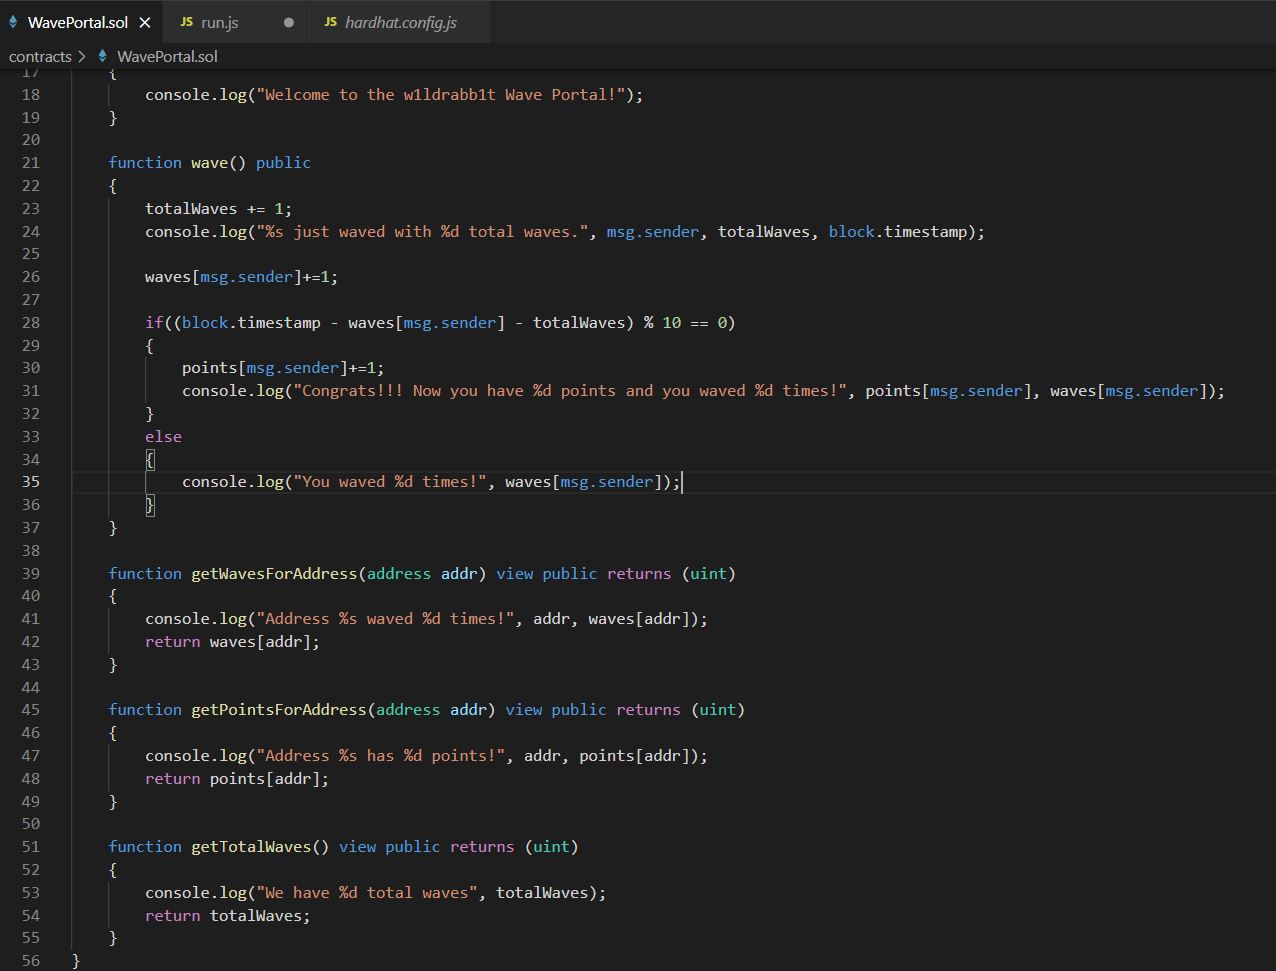 WavePortal.sol JS run.js JS hardhat.config.js
contracts > WavePortal.sol
17 {
18 console.log("Welcome to the w1ldrabb1t Wave Portal!");
19 }
20
21 function wave() public
22 {
23 totalWaves += 1;
24 console.log("%s just waved with %d total waves.", msg.sender, totalWaves, block.timestamp);
25
26 waves[msg.sender]+=1;
27
28 if((block.timestamp - waves[msg.sender] - totalWaves) % 10 == 0)
29 {
30 points[msg.sender]+=1;
31 console.log("Congrats!!! Now you have %d points and you waved %d times!", points[msg.sender], waves[msg.sender]);
32 }
33 else
34 {
35 console.log("You waved %d times!", waves[msg.sender]);
36 }
37 }
38
39 function getWavesForAddress(address addr) view public returns (uint)
40 {
41 console.log("Address %s waved %d times!", addr, waves[addr]);
42 return waves[addr];
43 }
44
45 function getPointsForAddress(address addr) view public returns (uint)
46 {
47 console.log("Address %s has %d points!", addr, points[addr]);
48 return points[addr];
49 }
50
51 function getTotalWaves() view public returns (uint)
52 {
53 console.log("We have %d total waves", totalWaves);
54 return totalWaves;
55 }
56 }